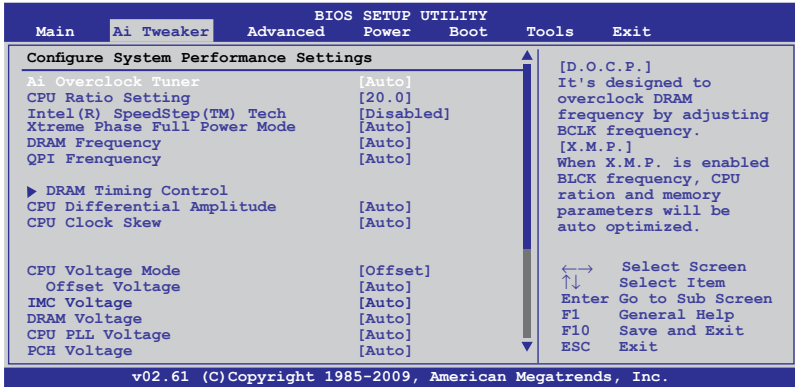 BIOS SETUP UTILITY
Main Ai Tweaker Advanced Power Boot Tools Exit
Configure System Performance Settings
Ai Overclock Tuner [Auto]
CPU Ratio Setting [20.0]
Intel(R) SpeedStep(TM) Tech [Disabled]
Xtreme Phase Full Power Mode [Auto]
DRAM Frequency [Auto]
QPI Frenquency [Auto]
DRAM Timing Control
CPU Differential Amplitude [Auto]
CPU Clock Skew [Auto]
CPU Voltage Mode [Offset]
Offset Voltage [Auto]
IMC Voltage [Auto]
DRAM Voltage [Auto]
CPU PLL Voltage [Auto]
PCH Voltage [Auto]
[D.O.C.P.]
It's designed to
overclock DRAM
frequency by adjusting
BCLK frequency.
[X.M.P.]
When X.M.P. is enabled
BLCK frequency, CPU
ration and memory
parameters will be
auto optimized.
←→ Select Screen
↑↓ Select Item
Enter Go to Sub Screen
F1 General Help
F10 Save and Exit
ESC Exit
v02.61 (C)Copyright 1985-2009, American Megatrends, Inc.